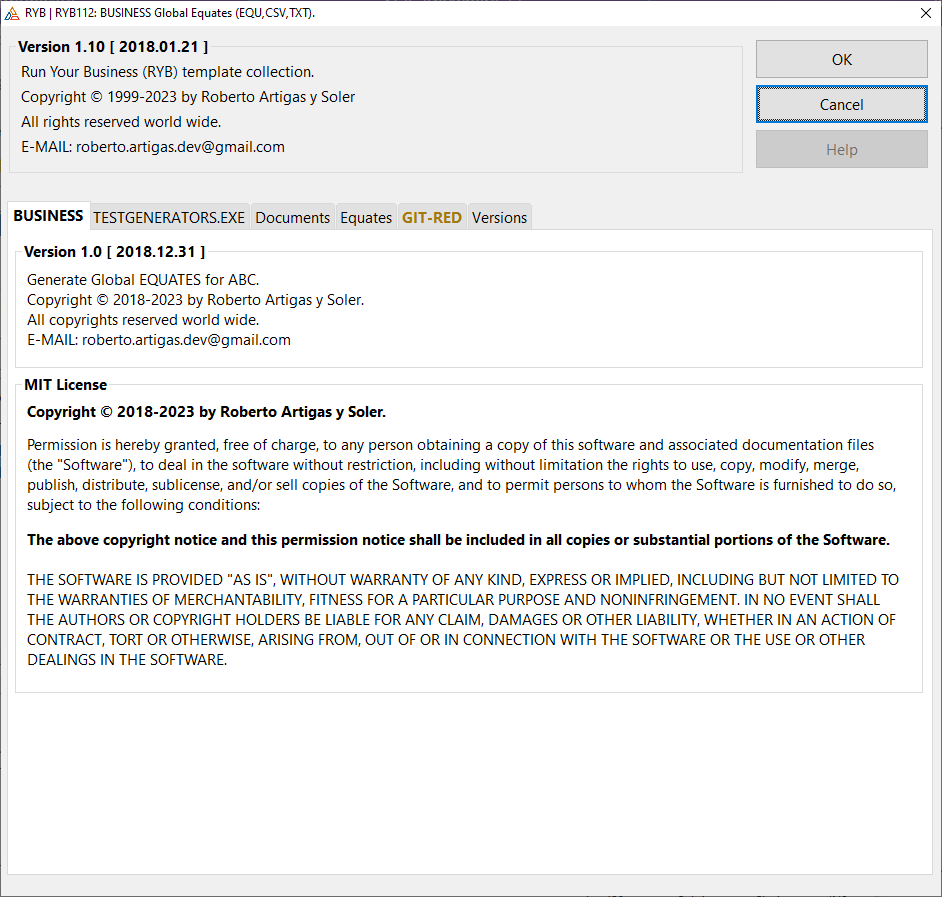 RYB | RYB112: BUSINESS Global Equates (EQU,CSV,TXT).
Version 1.10 [ 2018.01.21 ]
Run Your Business (RYB) template collection.
Copyright © 1999-2023 by Roberto Artigas y Soler
All rights reserved world wide.
E-MAIL: roberto.artigas.dev@gmail.com
OK
Cancel
Help
BUSINESS TESTGENERATORS.EXE Documents Equates GIT-RED Versions
Version 1.0 [ 2018.12.31 ]
Generate Global EQUATES for ABC.
Copyright © 2018-2023 by Roberto Artigas y Soler.
All copyrights reserved world wide.
E-MAIL: roberto.artigas.dev@gmail.com
MIT License
Copyright © 2018-2023 by Roberto Artigas y Soler.
Permission is hereby granted, free of charge, to any person obtaining a copy of this software and associated documentation files
(the "Software"), to deal in the software without restriction, including without limitation the rights to use, copy, modify, merge,
publish, distribute, sublicense, and/or sell copies of the Software, and to permit persons to whom the Software is furnished to do so,
subject to the following conditions:
The above copyright notice and this permission notice shall be included in all copies or substantial portions of the Software.
THE SOFTWARE IS PROVIDED "AS IS", WITHOUT WARRANTY OF ANY KIND, EXPRESS OR IMPLIED, INCLUDING BUT NOT LIMITED TO
THE WARRANTIES OF MERCHANTABILITY, FITNESS FOR A PARTICULAR PURPOSE AND NONINFRINGEMENT. IN NO EVENT SHALL
THE AUTHORS OR COPYRIGHT HOLDERS BE LIABLE FOR ANY CLAIM, DAMAGES OR OTHER LIABILITY, WHETHER IN AN ACTION OF
CONTRACT, TORT OR OTHERWISE, ARISING FROM, OUT OF OR IN CONNECTION WITH THE SOFTWARE OR THE USE OR OTHER
DEALINGS IN THE SOFTWARE.